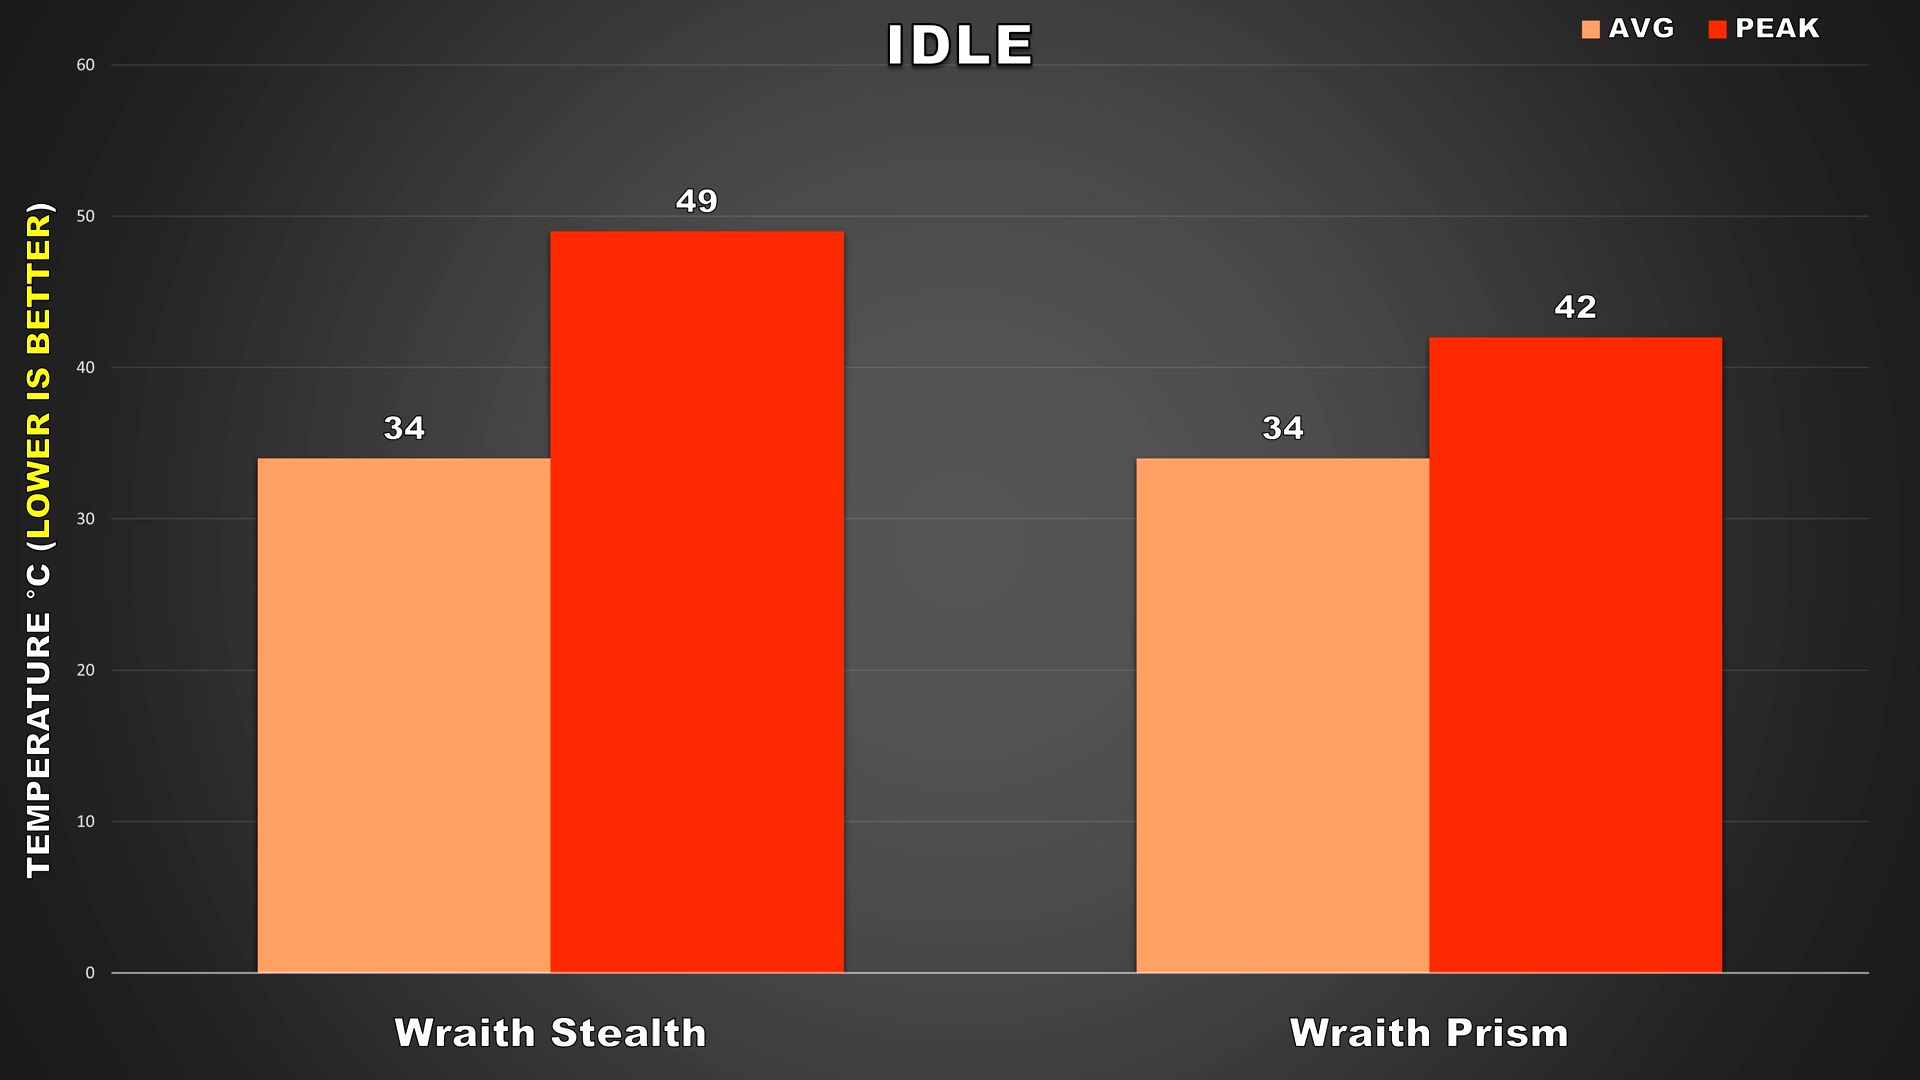 IDLE
AVG PEAK
TEMPERATURE °C (LOWER IS BETTER)
60
50
40
30
20
10
0
34
49
34
42
Wraith Stealth
Wraith Prism